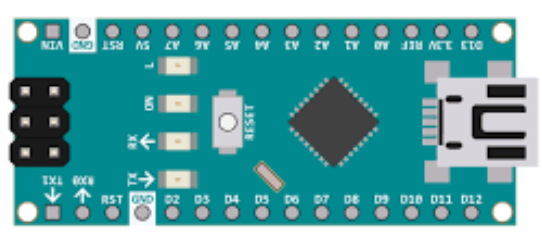 VIN GND RST 5V A7 A6 A5 A4 A3 A2 A1 A0 REF 3.3V D13
L
ON
RX
TX
RESET
TX1 RX0 RST GND D2 D3 D4 D5 D6 D7 D8 D9 D10 D11 D12